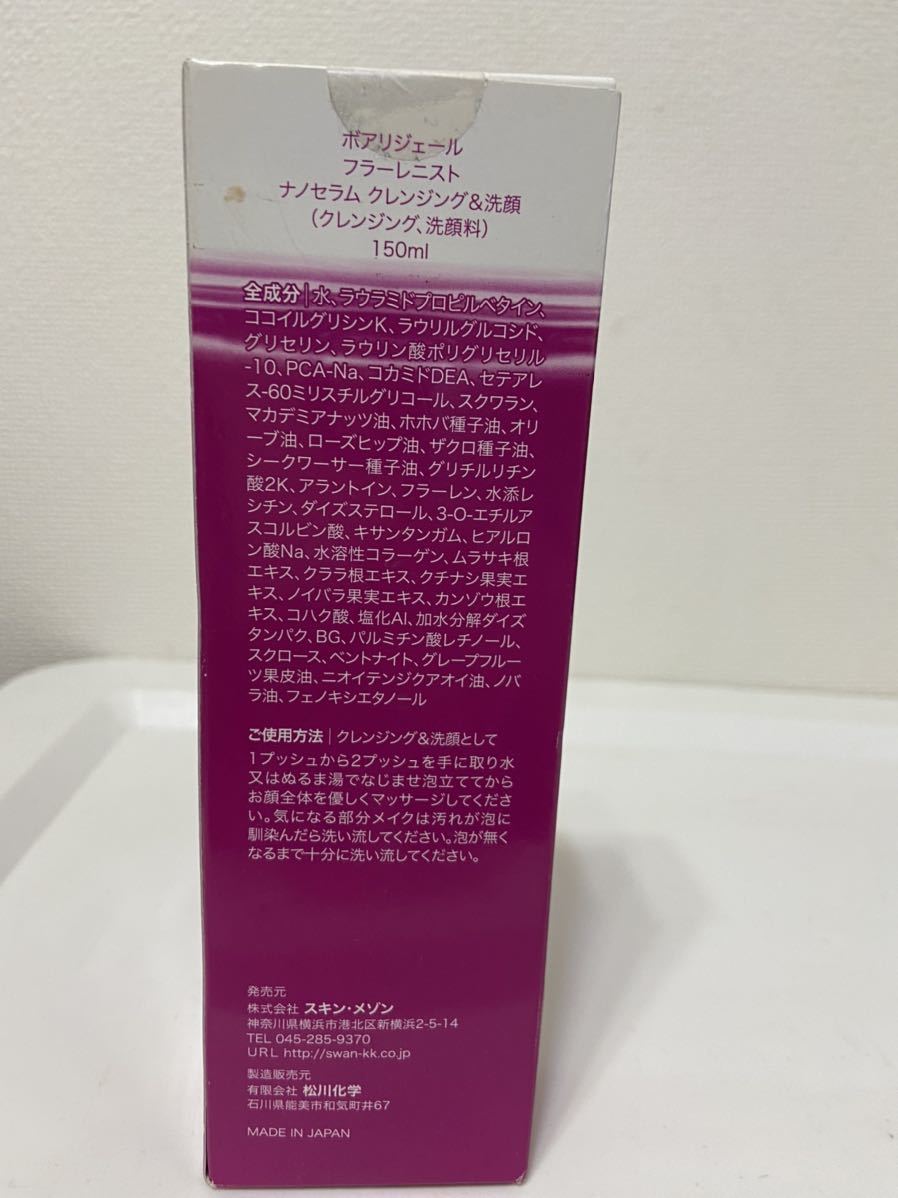 ボアリジェール
フラーレニスト
ナノセラム クレンジング&洗顔
(クレンジング、洗顔料)
150ml
全成分|水、ラウラミドプロピルベタイン、
ココイルグリシンK、ラウリルグルコシド、
グリセリン、ラウリン酸ポリグリセリル
-10、PCA-Na、コカミドDEA、セテアレ
ス-60ミリスチルグリコール、スクワラン、
マカデミアナッツ油、ホホバ種子油、オリ
ーブ油、ローズヒップ油、ザクロ種子油、
シークワーサー種子油、グリチルリチン
酸2K、アラントイン、フラーレン、水添レ
シチン、ダイズステロール、3-O-エチルア
スコルビン酸、キサンタンガム、ヒアルロ
ン酸Na、水溶性コラーゲン、ムラサキ根
エキス、クララ根エキス、クチナシ果実エ
キス、ノイバラ果実エキス、カンゾウ根エ
キス、コハク酸、塩化Al、加水分解ダイズ
タンパク、BG、パルミチン酸レチノール、
スクロース、ベントナイト、グレープフルー
ツ果皮油、ニオイテンジクアオイ油、ノバ
ラ油、フェノキシエタノール
ご使用方法|クレンジング&洗顔として
1プッシュから2プッシュを手に取り水
又はぬるま湯でなじませ泡立ててから
お顔全体を優しくマッサージしてくださ
い。気になる部分メイクは汚れが泡に
馴染んだら洗い流してください。泡が無く
なるまで十分に洗い流してください。
発売元
株式会社 スキン・メゾン
神奈川県横浜市港北区新横浜2-5-14
TEL 045-285-9370
URL http://swan-kk.co.jp
製造販売元
有限会社 松川化学
石川県能美市和気町井67
MADE IN JAPAN